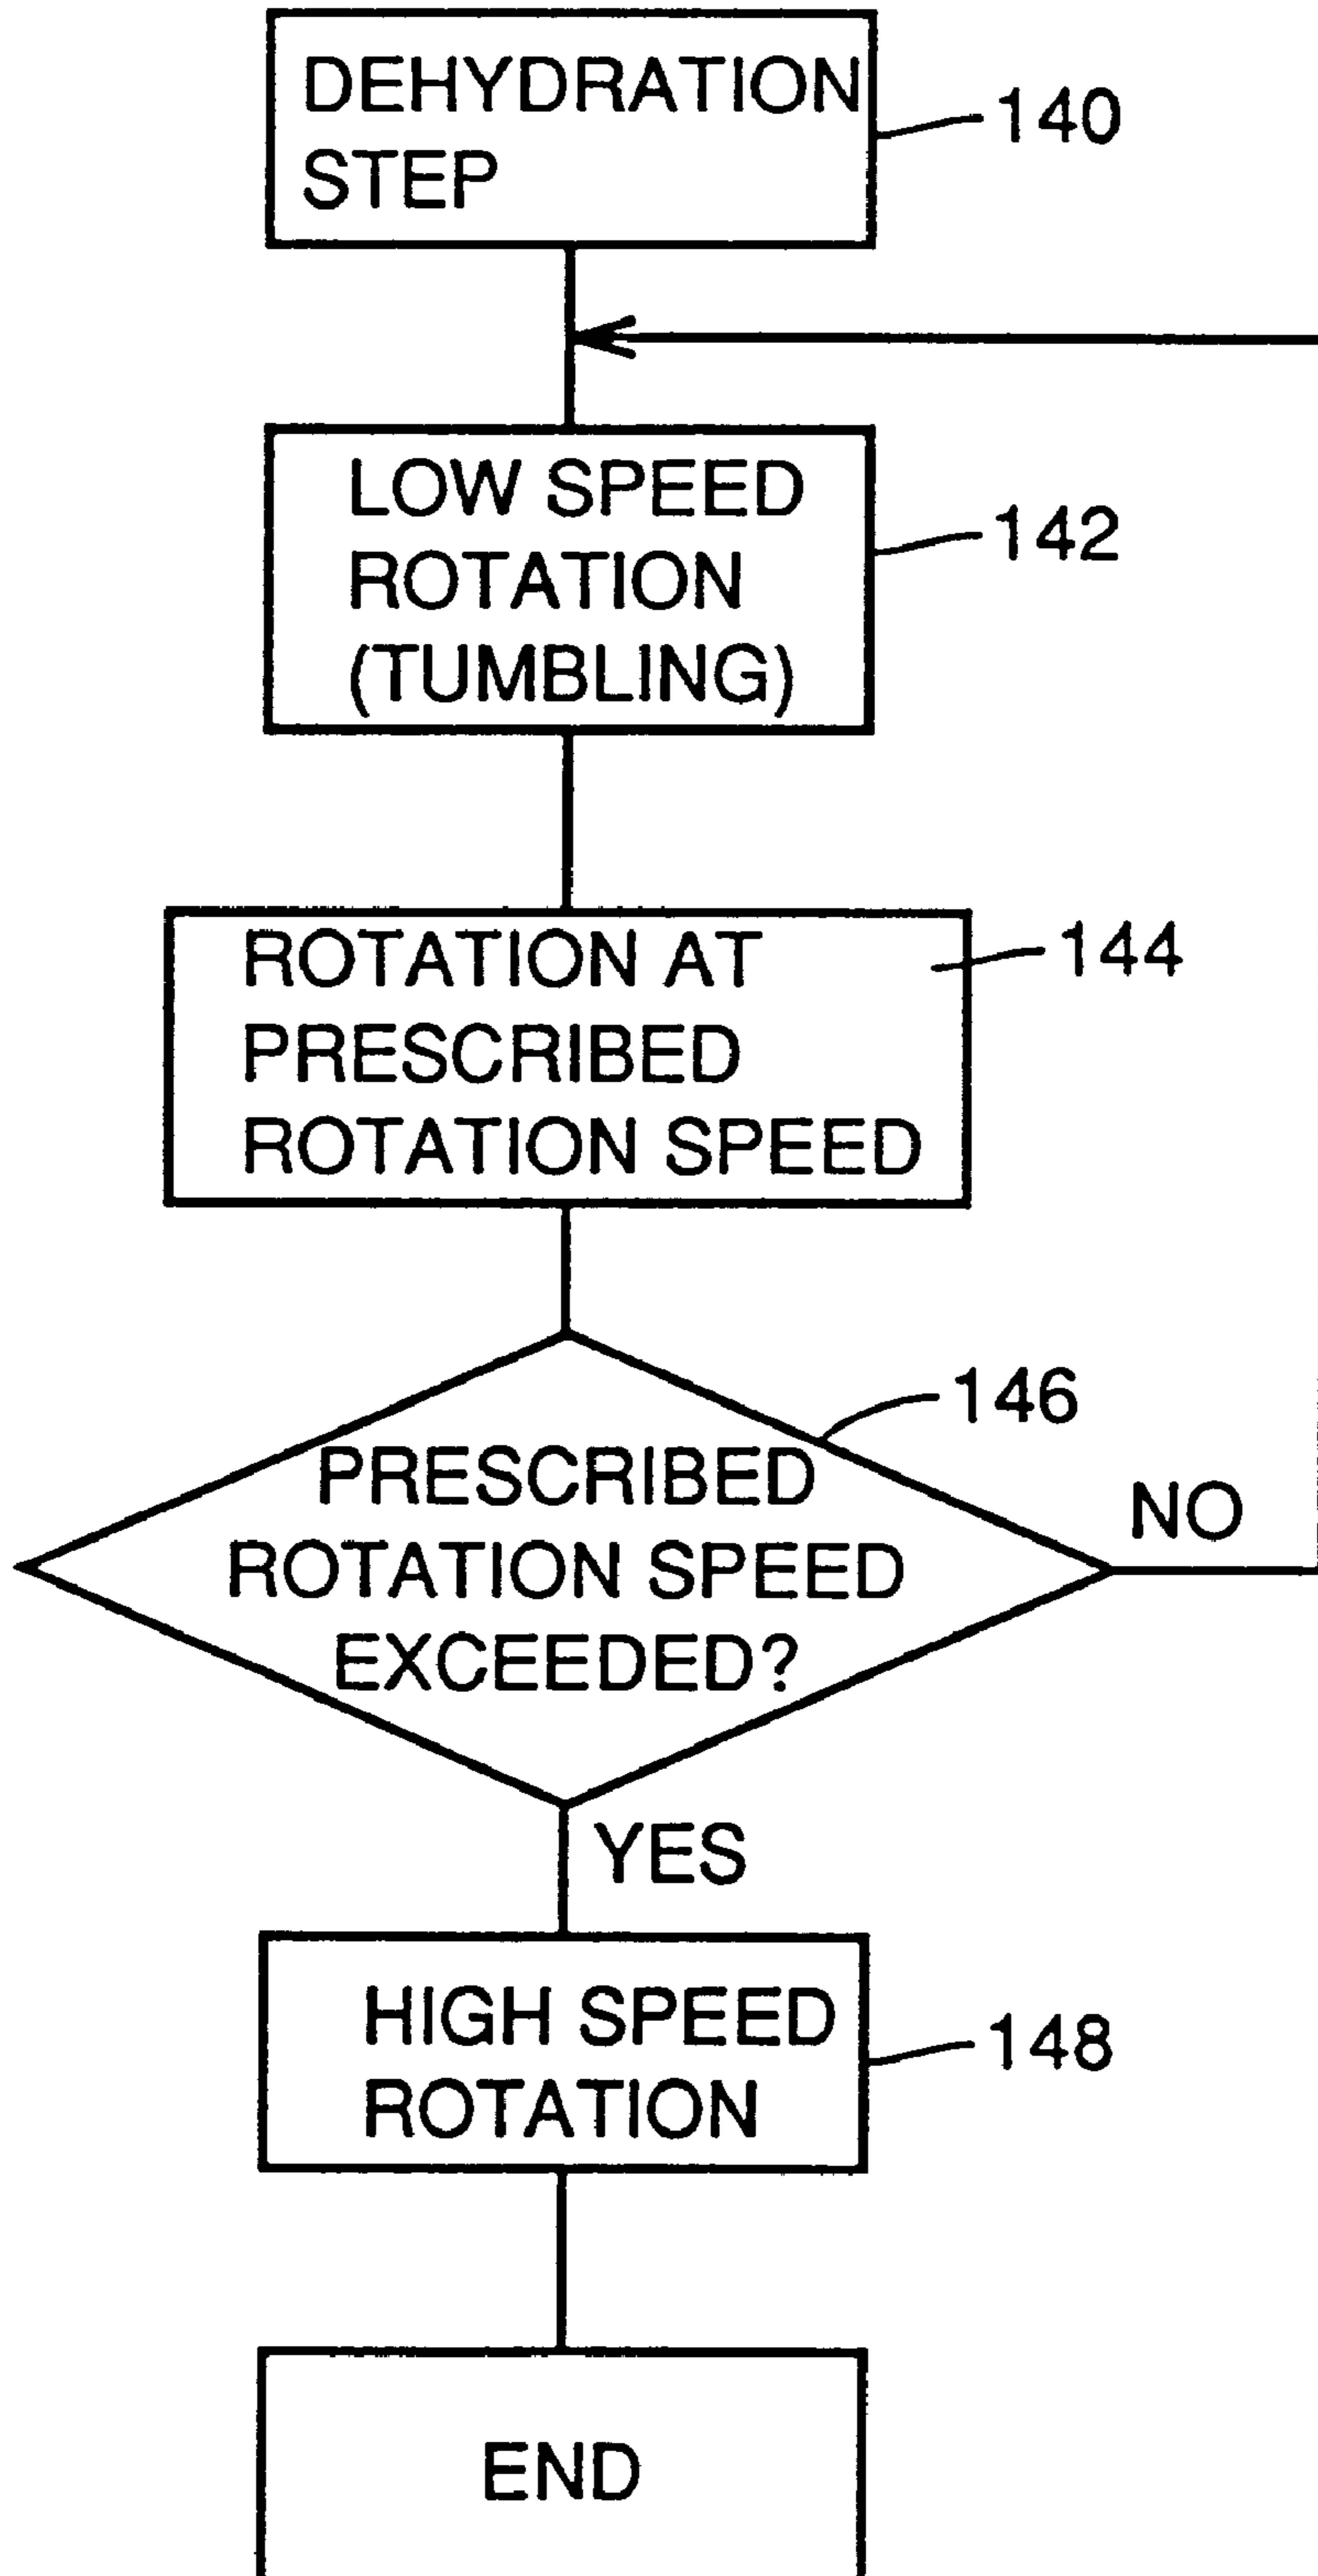 DEHYDRATION
STEP
140
LOW SPEED
ROTATION
(TUMBLING)
142
ROTATION AT
PRESCRIBED
ROTATION SPEED
144
PRESCRIBED
ROTATION SPEED
EXCEEDED?
146
NO
YES
HIGH SPEED
ROTATION
148
END